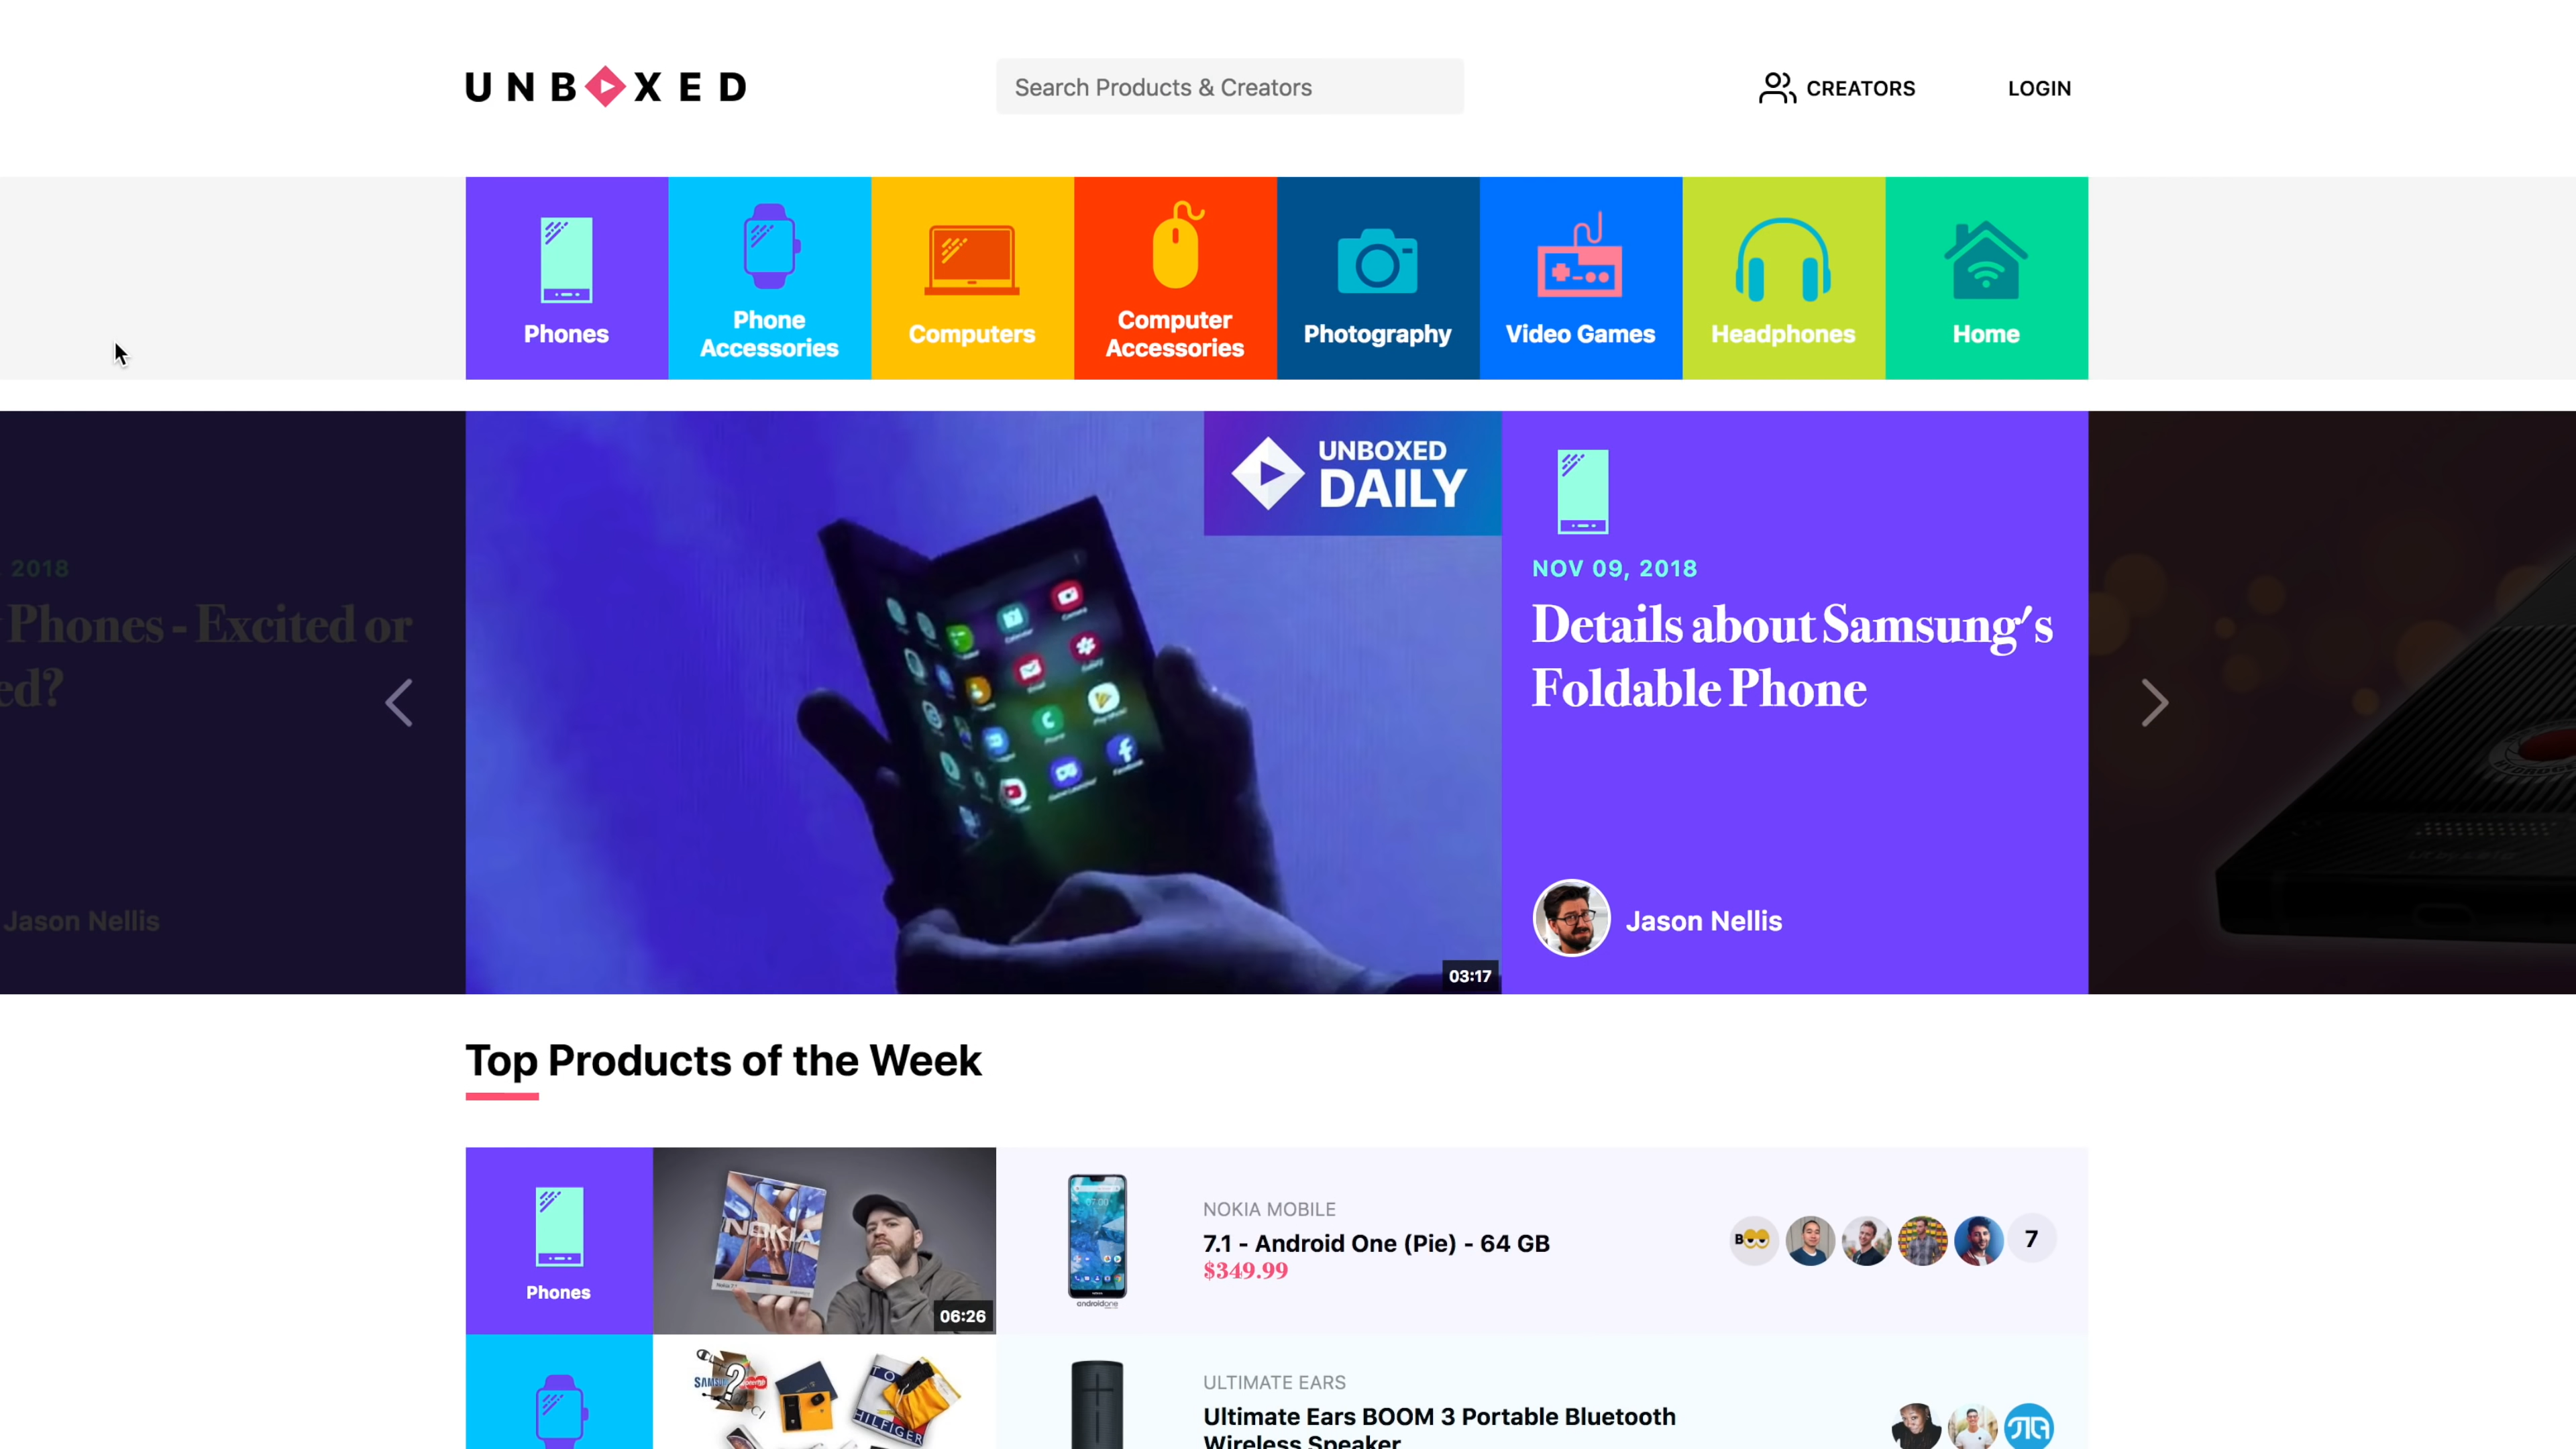 UNBOXED
Search Products & Creators
CREATORS
LOGIN
Phones
Phone
Accessories
Computers
Computer
Accessories
Photography
Video Games
Headphones
Home
2018
Phones - Excited or
ed?
Jason Nellis
UNBOXED
DAILY
03:17
NOV 09, 2018
Details about Samsung's
Foldable Phone
Jason Nellis
Top Products of the Week
Phones
NOKIA
06:26
androidone
NOKIA MOBILE
7.1 - Android One (Pie) - 64 GB
$349.99
7
HILFIGER
ULTIMATE EARS
Ultimate Ears BOOM 3 Portable Bluetooth
Wireless Speaker